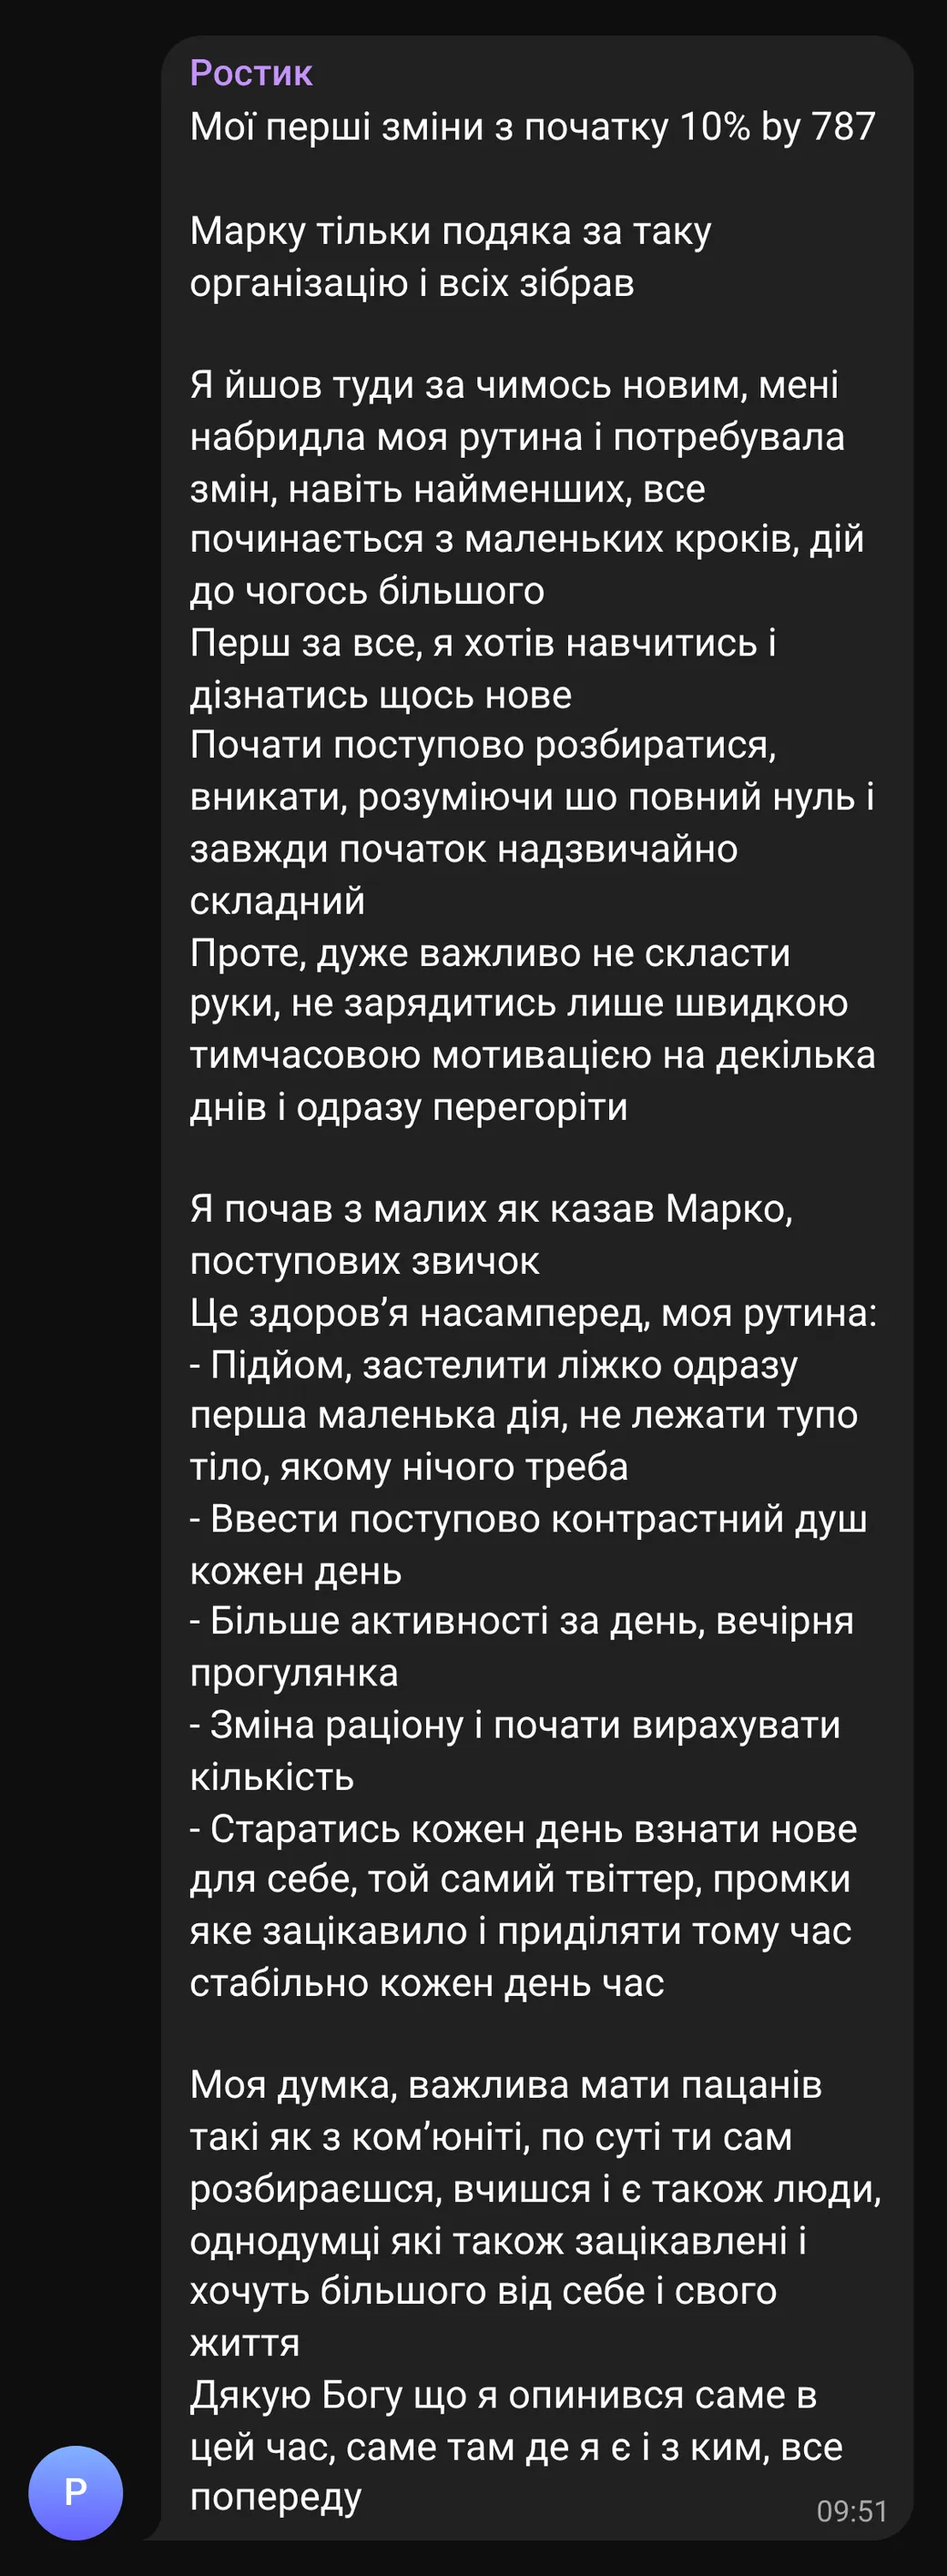 Ростик
Мої перші зміни з початку 10% by 787
Марку тільки подяка за таку
організацію і всіх зібрав
Я йшов туди за чимось новим, мені
набридла моя рутина і потребувала
змін, навіть найменших, все
починається з маленьких кроків, дій
до чогось більшого
Перш за все, я хотів навчитись і
дізнатись щось нове
Почати поступово розбиратися,
вникати, розуміючи шо повний нуль і
завжди початок надзвичайно
складний
Проте, дуже важливо не скласти
руки, не зарядитись лише швидкою
тимчасовою мотивацією на декілька
днів і одразу перегоріти
Я почав з малих як казав Марко,
поступових звичок
Це здоров’я насамперед, моя рутина:
- Підйом, застелити ліжко одразу
перша маленька дія, не лежати тупо
тіло, якому нічого треба
- Ввести поступово контрастний душ
кожен день
- Більше активності за день, вечірня
прогулянка
- Зміна раціону і почати вирахувати
кількість
- Старатись кожен день взнати нове
для себе, той самий твіттер, промки
яке зацікавило і приділяти тому час
стабільно кожен день час
Моя думка, важлива мати пацанів
такі як з ком’юніті, по суті ти сам
розбираєшся, вчишся і є також люди,
однодумці які також зацікавлені і
хочуть більшого від себе і свого
життя
Дякую Богу що я опинився саме в
цей час, саме там де я є і з ким, все
попереду
Р
09:51